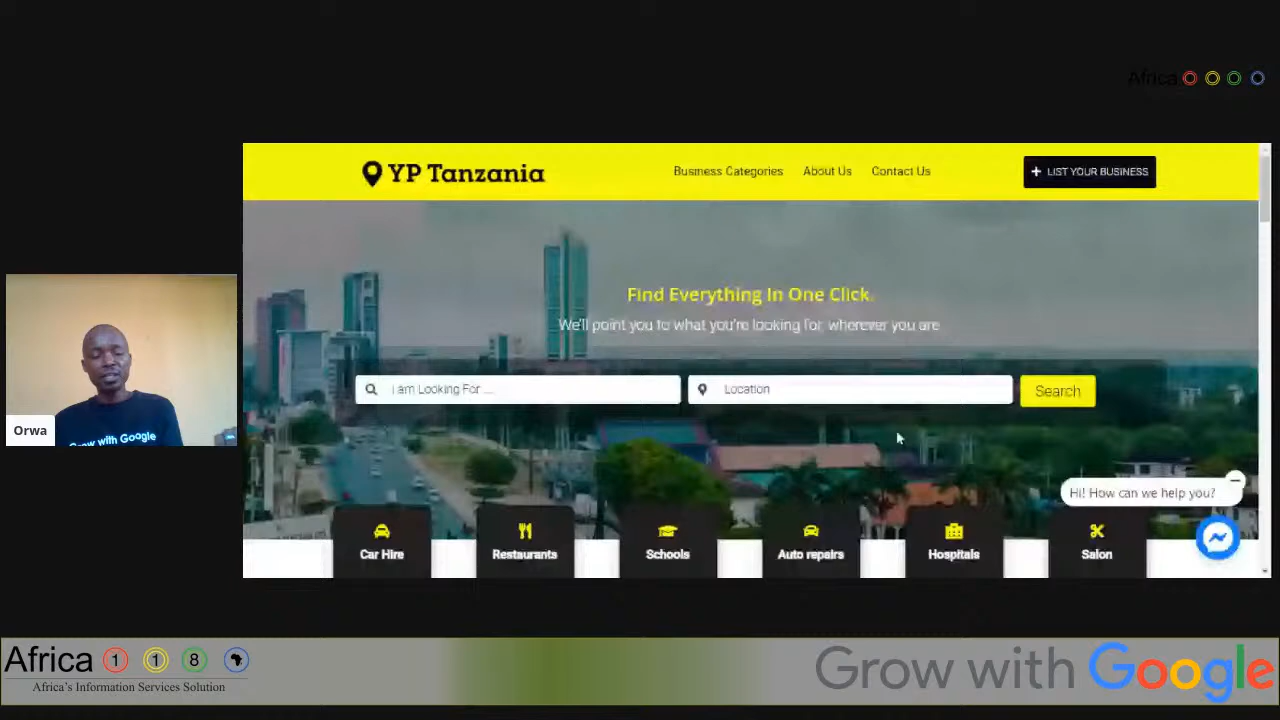 Africa
YP Tanzania
Business Categories
About Us
Contact Us
+ LIST YOUR BUSINESS
Find Everything In One Click.
We'll point you to what you're looking for, wherever you are
I am Looking For ...
Location
Search
Hi! How can we help you?
Car Hire
Restaurants
Schools
Auto repairs
Hospitals
Salon
Orwa
Grow with Google
Africa 1 1 8
Africa's Information Services Solution
Grow with Google